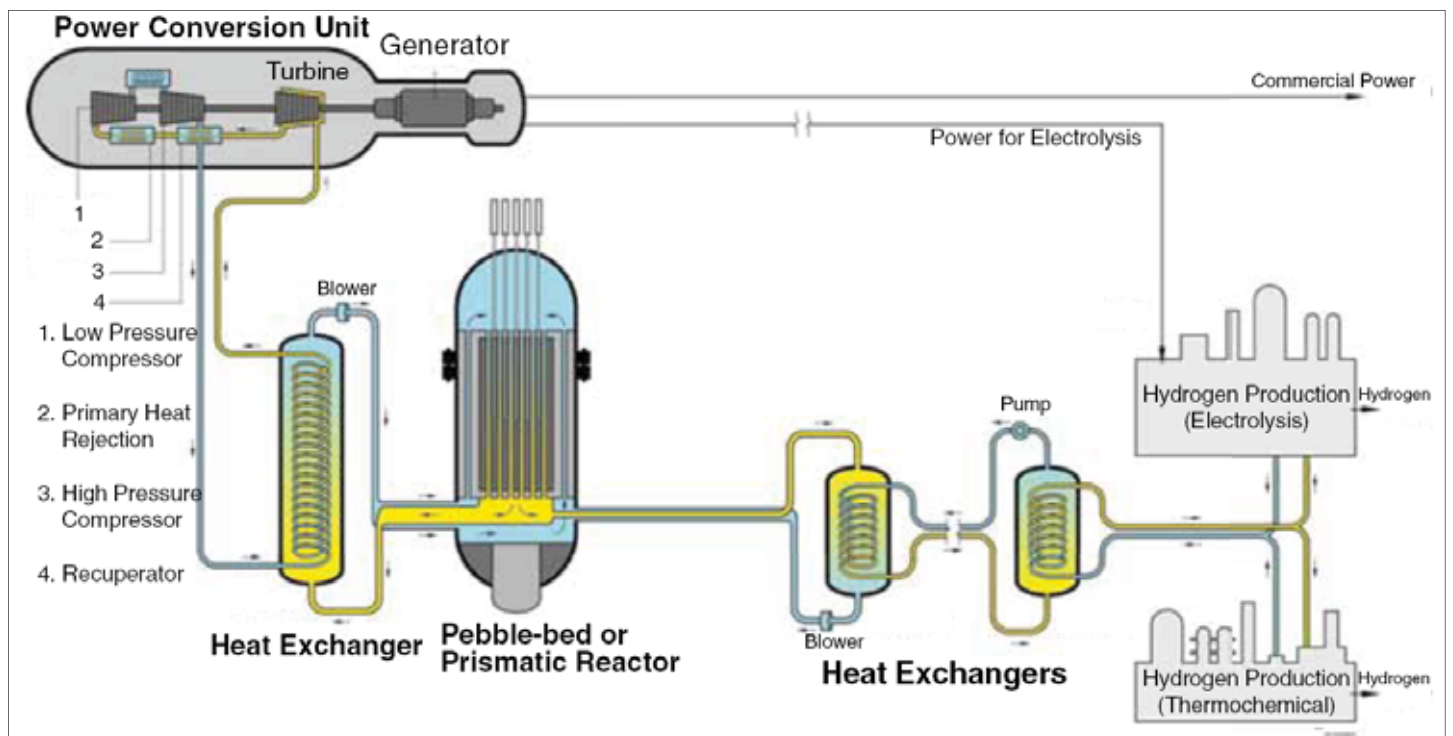 Power Conversion Unit
Generator
Turbine
Commercial Power
Power for Electrolysis
1
2
3
4
Blower
1. Low Pressure
Compressor
2. Primary Heat
Rejection
3. High Pressure
Compressor
4. Recuperator
Heat Exchanger
Pebble-bed or
Prismatic Reactor
Pump
Blower
Heat Exchangers
Hydrogen Production
(Electrolysis)
Hydrogen
Hydrogen Production
(Thermochemical)
Hydrogen